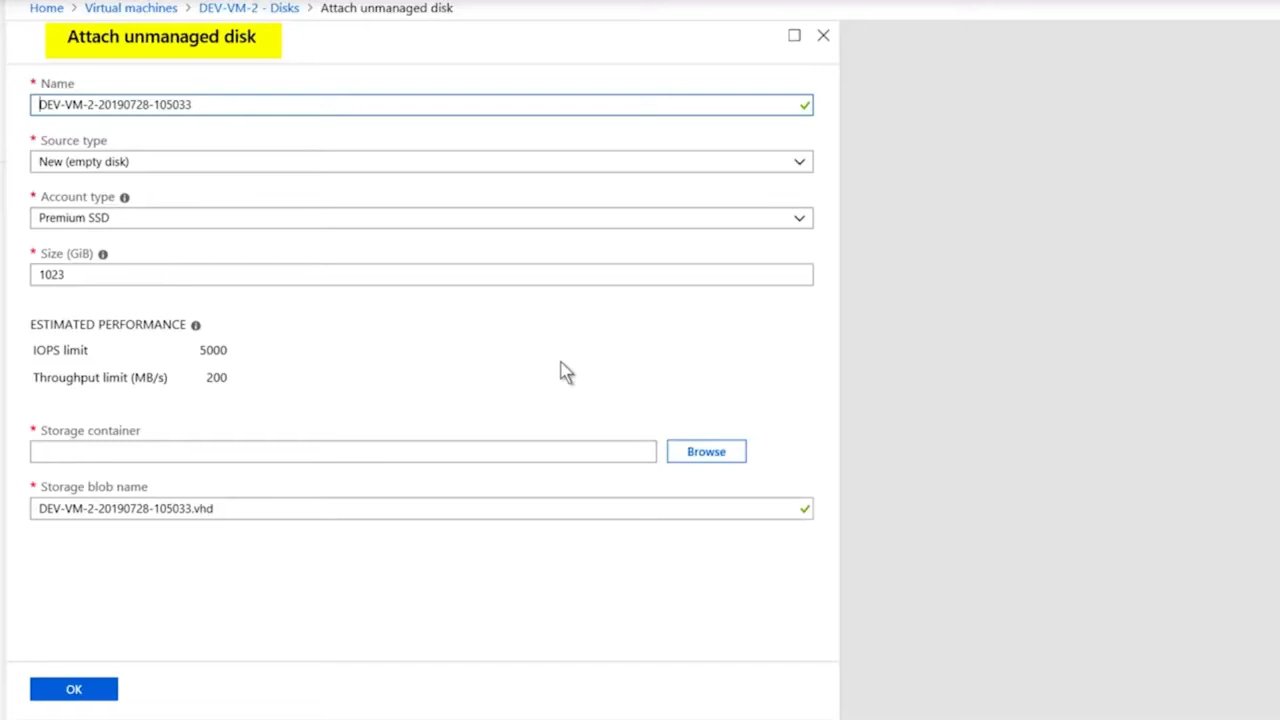 Home > Virtual machines > DEV-VM-2 - Disks > Attach unmanaged disk
Attach unmanaged disk
* Name
DEV-VM-2-20190728-105033
* Source type
New (empty disk)
* Account type
Premium SSD
* Size (GiB)
1023
ESTIMATED PERFORMANCE
IOPS limit 5000
Throughput limit (MB/s) 200
* Storage container
Browse
* Storage blob name
DEV-VM-2-20190728-105033.vhd
OK